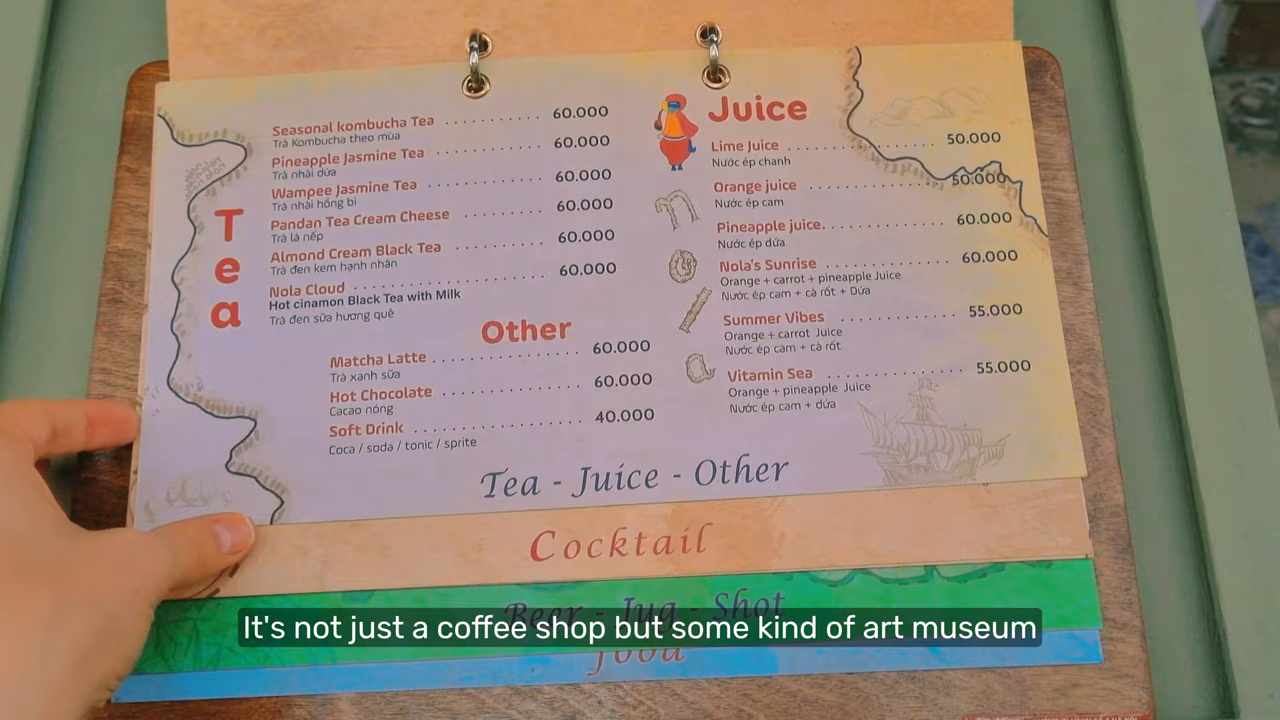 Tea
Seasonal kombucha Tea .......... 60.000
Trà Kombucha theo mùa
Pineapple Jasmine Tea .......... 60.000
Trà nhài dứa
Wampee Jasmine Tea .......... 60.000
Trà nhài hồng bì
Pandan Tea Cream Cheese ........ 60.000
Trà lá nếp
Almond Cream Black Tea ......... 60.000
Trà đen kem hạnh nhân
Nola Cloud .................. 60.000
Hot cinamon Black Tea with Milk
Trà đen sữa hương quế
Other
Matcha Latte ............. 60.000
Trà xanh sữa
Hot Chocolate ............ 60.000
Cacao nóng
Soft Drink ............... 40.000
Coca / soda / tonic / sprite
Juice
Lime Juice .............. 50.000
Nước ép chanh
Orange juice ............ 50.000
Nước ép cam
Pineapple juice. ........... 60.000
Nước ép dứa
Nola's Sunrise ............ 60.000
Orange + carrot + pineapple Juice
Nước ép cam + cà rốt + Dứa
Summer Vibes ............ 55.000
Orange + carrot Juice
Nước ép cam + cà rốt
Vitamin Sea ............. 55.000
Orange + pineapple Juice
Nước ép cam + dứa
Tea - Juice - Other
Cocktail
Beer - Jug - Shot
It's not just a coffee shop but some kind of art museum
Food